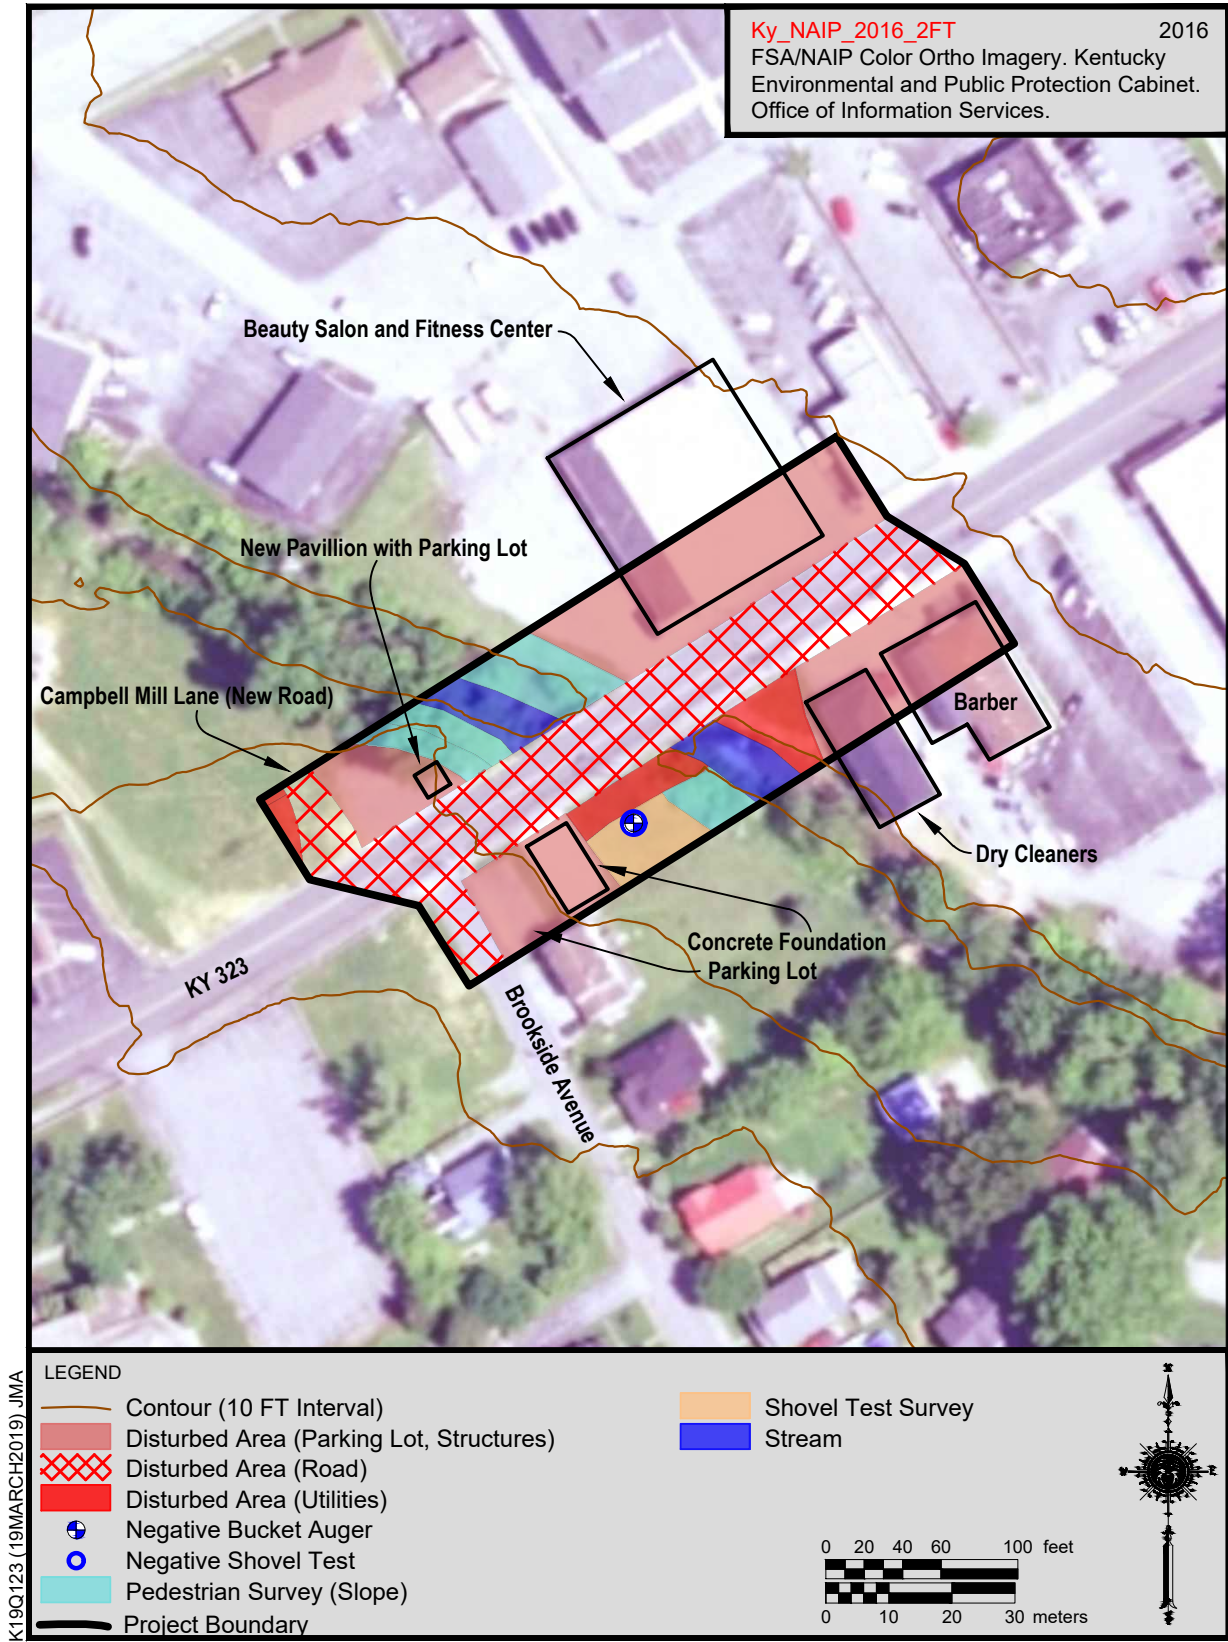 Ky_NAIP_2016_2FT 2016
FSA/NAIP Color Ortho Imagery. Kentucky
Environmental and Public Protection Cabinet.
Office of Information Services.
Beauty Salon and Fitness Center
New Pavillion with Parking Lot
Campbell Mill Lane (New Road)
Barber
Dry Cleaners
Concrete Foundation
Parking Lot
KY 323
Brookside Avenue
K19Q123 (19MARCH2019) JMA
LEGEND
Contour (10 FT Interval)
Disturbed Area (Parking Lot, Structures)
Disturbed Area (Road)
Disturbed Area (Utilities)
Negative Bucket Auger
Negative Shovel Test
Pedestrian Survey (Slope)
Project Boundary
Shovel Test Survey
Stream
0 20 40 60 100 feet
0 10 20 30 meters